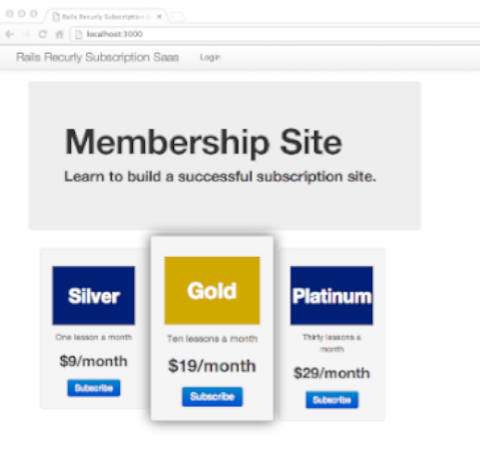 Rails Recurly Subscription S
localhost:3000
Rails Recurly Subscription Saas
Login
Membership Site
Learn to build a successful subscription site.
Silver
One lesson a month
$9/month
Subscribe
Gold
Ten lessons a month
$19/month
Subscribe
Platinum
Thirty lessons a
month
$29/month
Subscribe